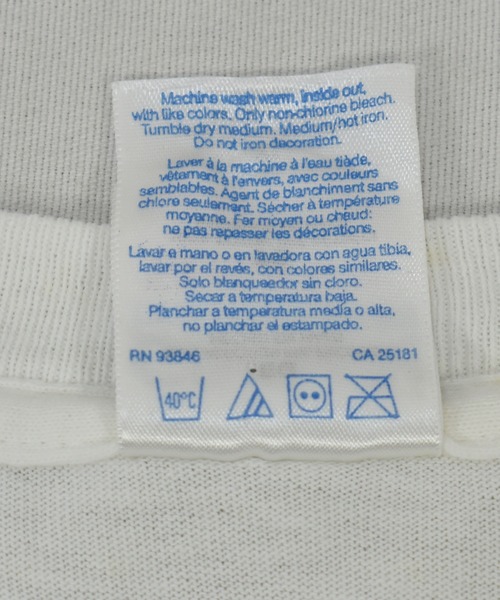 Machine wash warm, inside out,
with like colors. Only non-chlorine bleach.
Tumble dry medium. Medium/hot iron.
Do not iron decoration.
Laver à la machine à l'eau tiède,
vêtement à l'envers, avec couleurs
semblables. Agent de blanchiment sans
chlore seulement. Sécher à température
moyenne. Fer moyen ou chaud:
ne pas repasser les décorations.
Lavar a mano o en lavadora con agua tibia,
lavar por el revés, con colores similares.
Solo blanqueador sin cloro.
Secar a temperatura baja.
Planchar a temperatura media o alta,
no planchar el estampado.
RN 93846 CA 25181
40°C